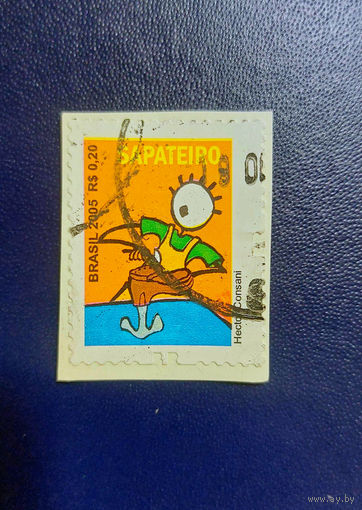 SAPATEIRO
BRASIL 2005 R$ 0,20
Hector Consani
www.ay.by